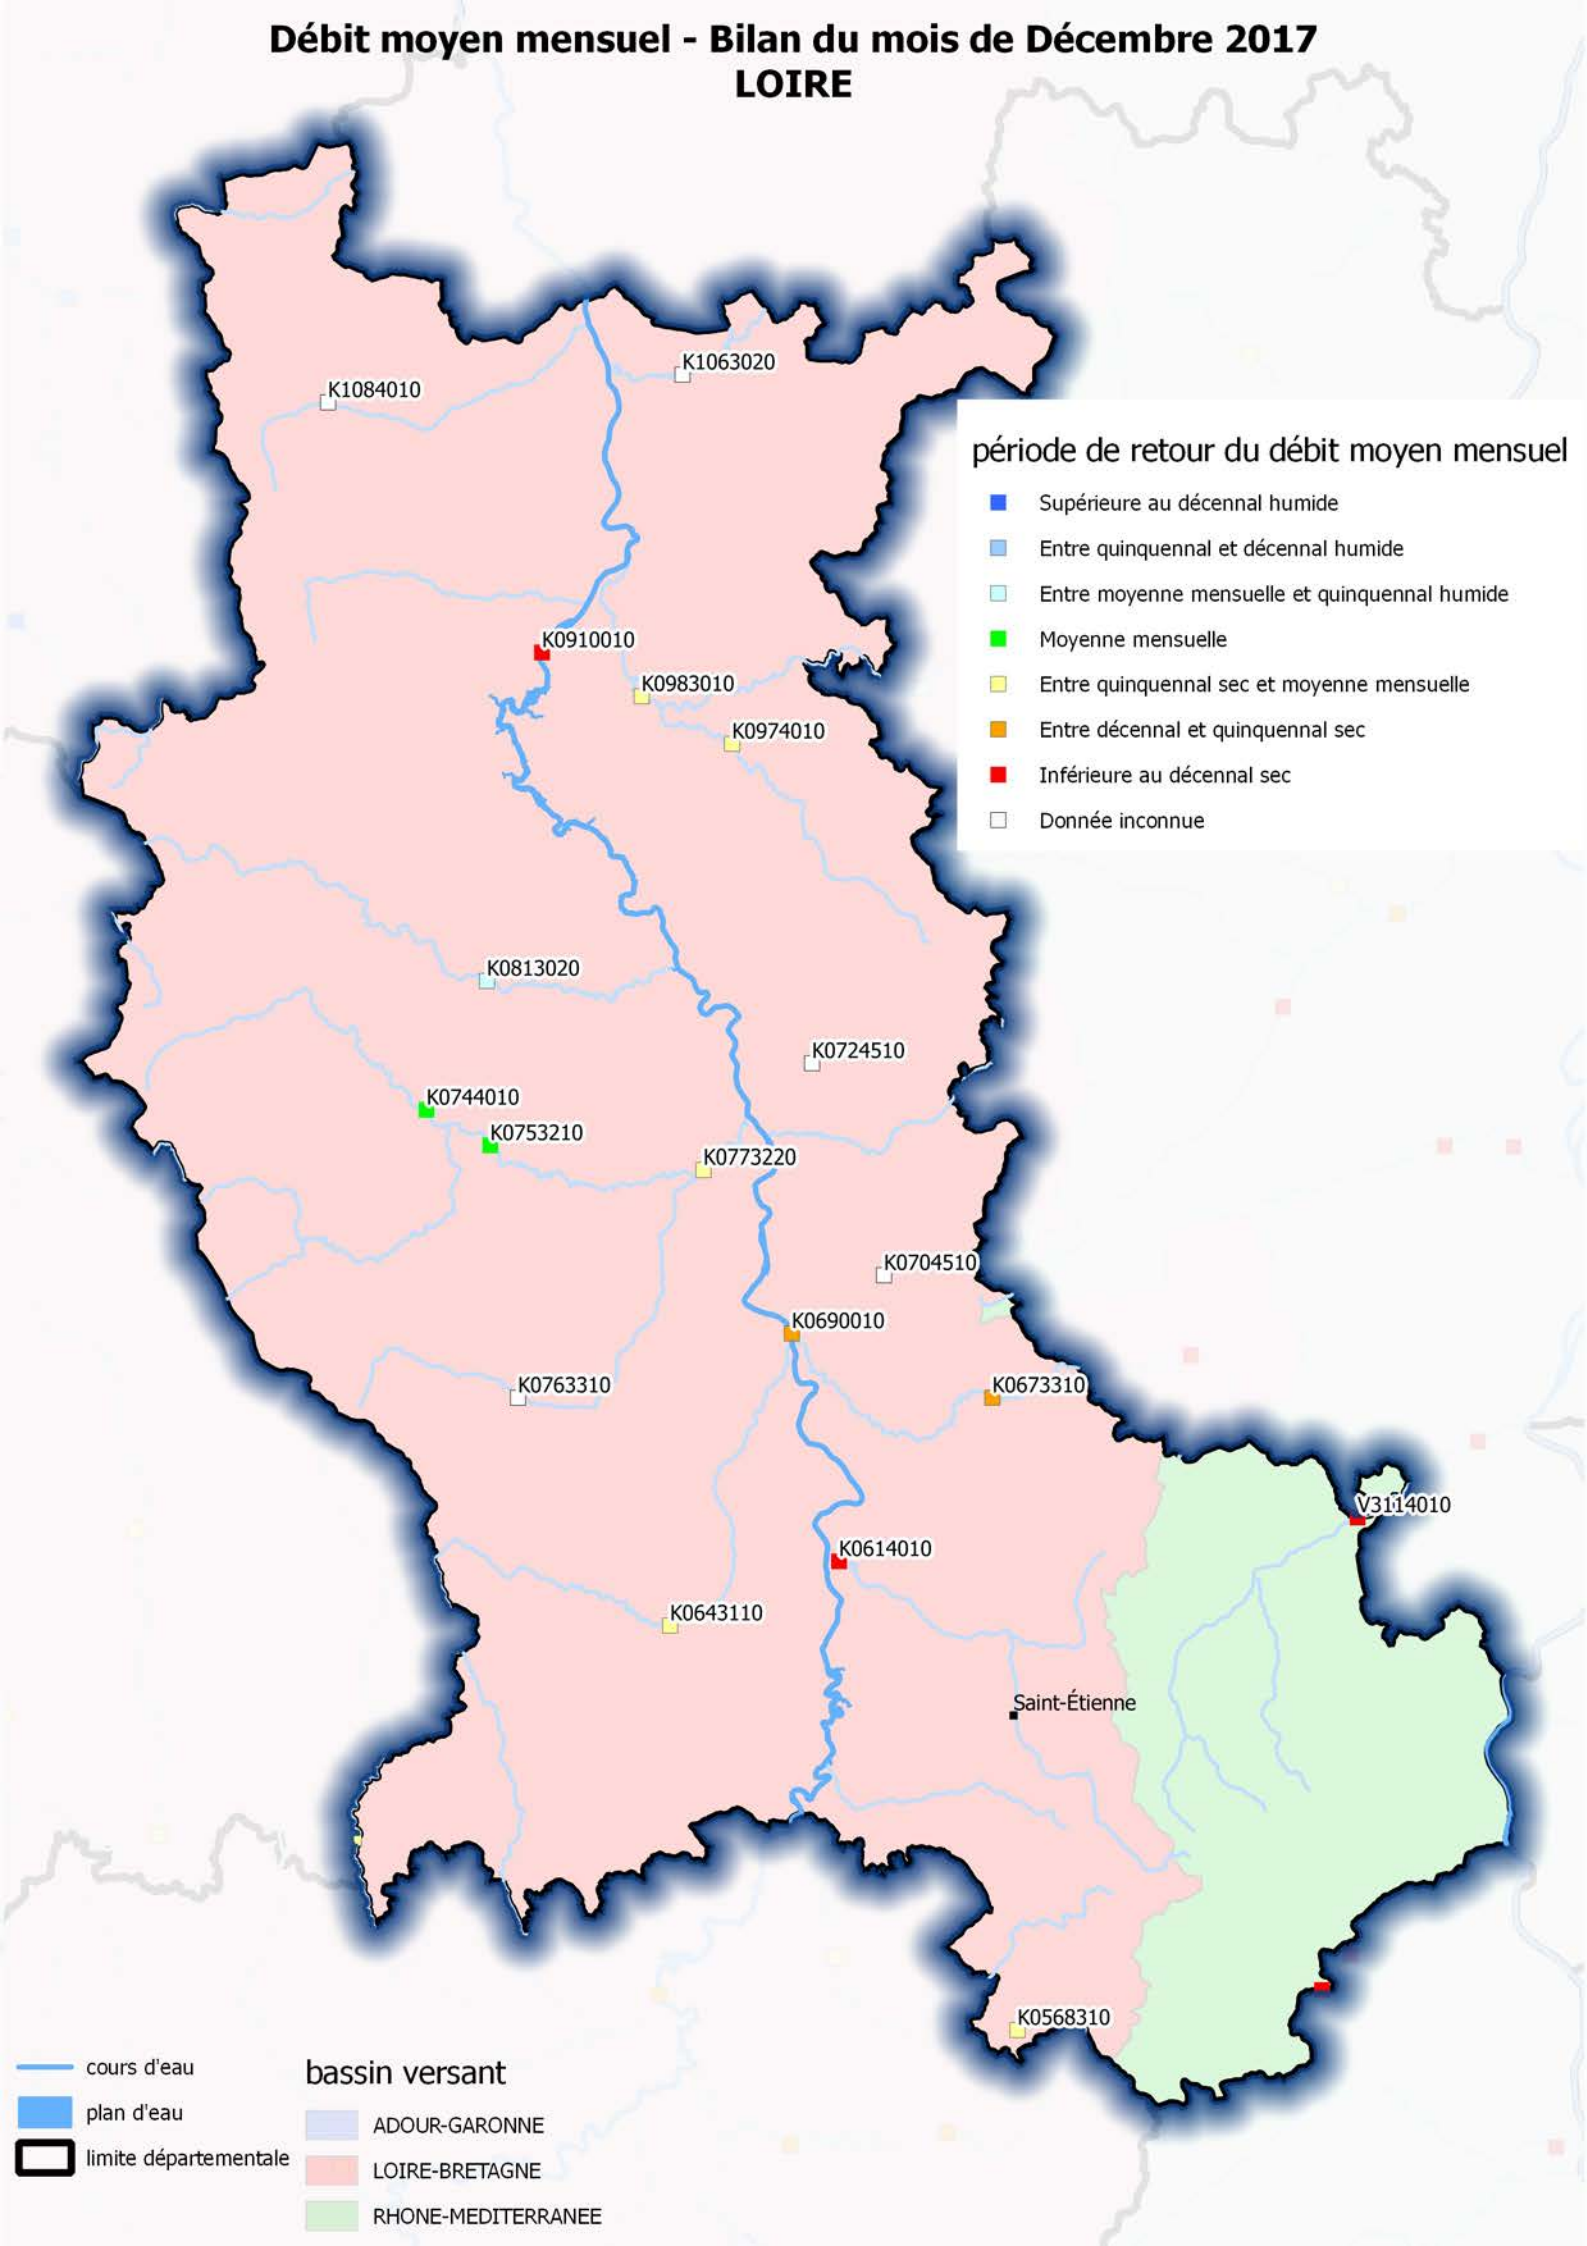 Débit moyen mensuel - Bilan du mois de Décembre 2017
LOIRE
K1063020
K1084010
période de retour du débit moyen mensuel
Supérieure au décennal humide
Entre quinquennal et décennal humide
Entre moyenne mensuelle et quinquennal humide
Moyenne mensuelle
Entre quinquennal sec et moyenne mensuelle
Entre décennal et quinquennal sec
Inférieure au décennal sec
Donnée inconnue
K0910010
K0983010
K0974010
K0813020
K0724510
K0744010
K0753210
K0773220
K0704510
K0690010
K0763310
K0673310
V3114010
K0614010
K0643110
Saint-Étienne
K0568310
cours d'eau
plan d'eau
limite départementale
bassin versant
ADOUR-GARONNE
LOIRE-BRETAGNE
RHONE-MEDITERRANEE